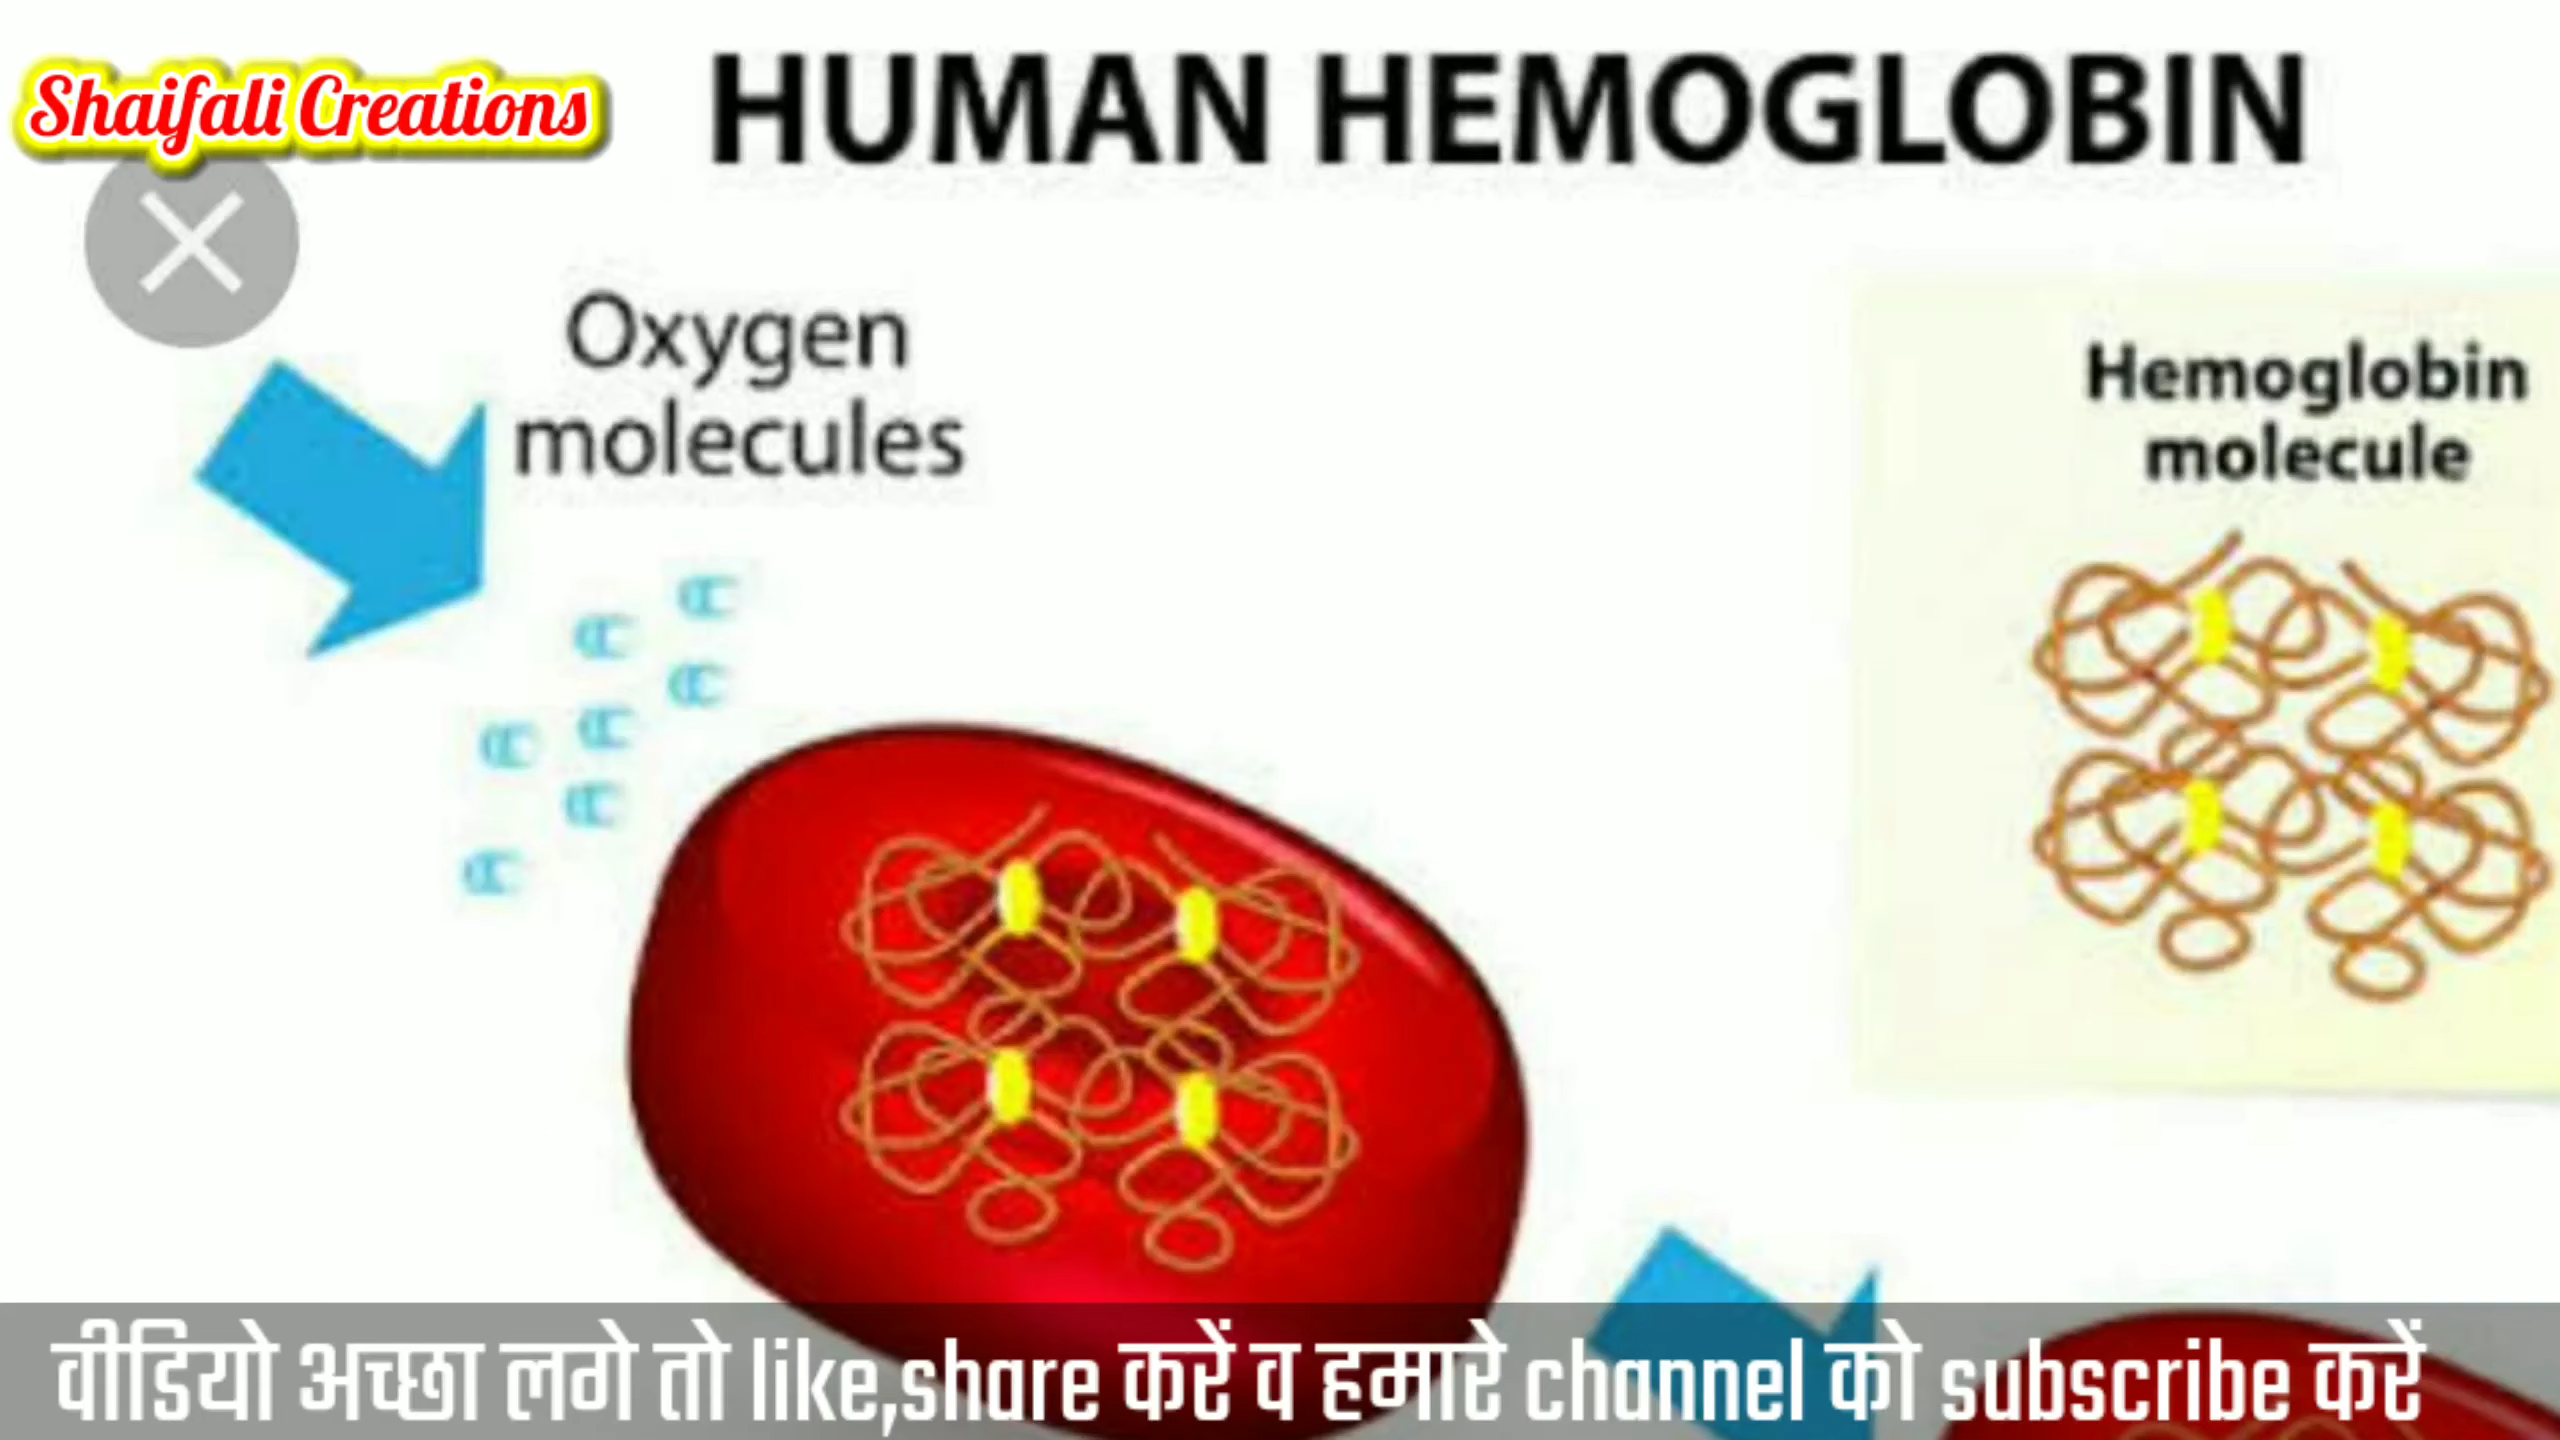 Shaifali Creations
HUMAN HEMOGLOBIN
Oxygen
molecules
Hemoglobin
molecule
वीडियो अच्छा लगे तो like,share करें व हमारे channel को subscribe करें